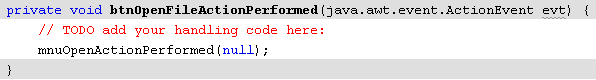 private void btnOpenFileActionPerformed(java.awt.event.ActionEvent evt) {
    // TODO add your handling code here:
    mnuOpenActionPerformed(null);
}